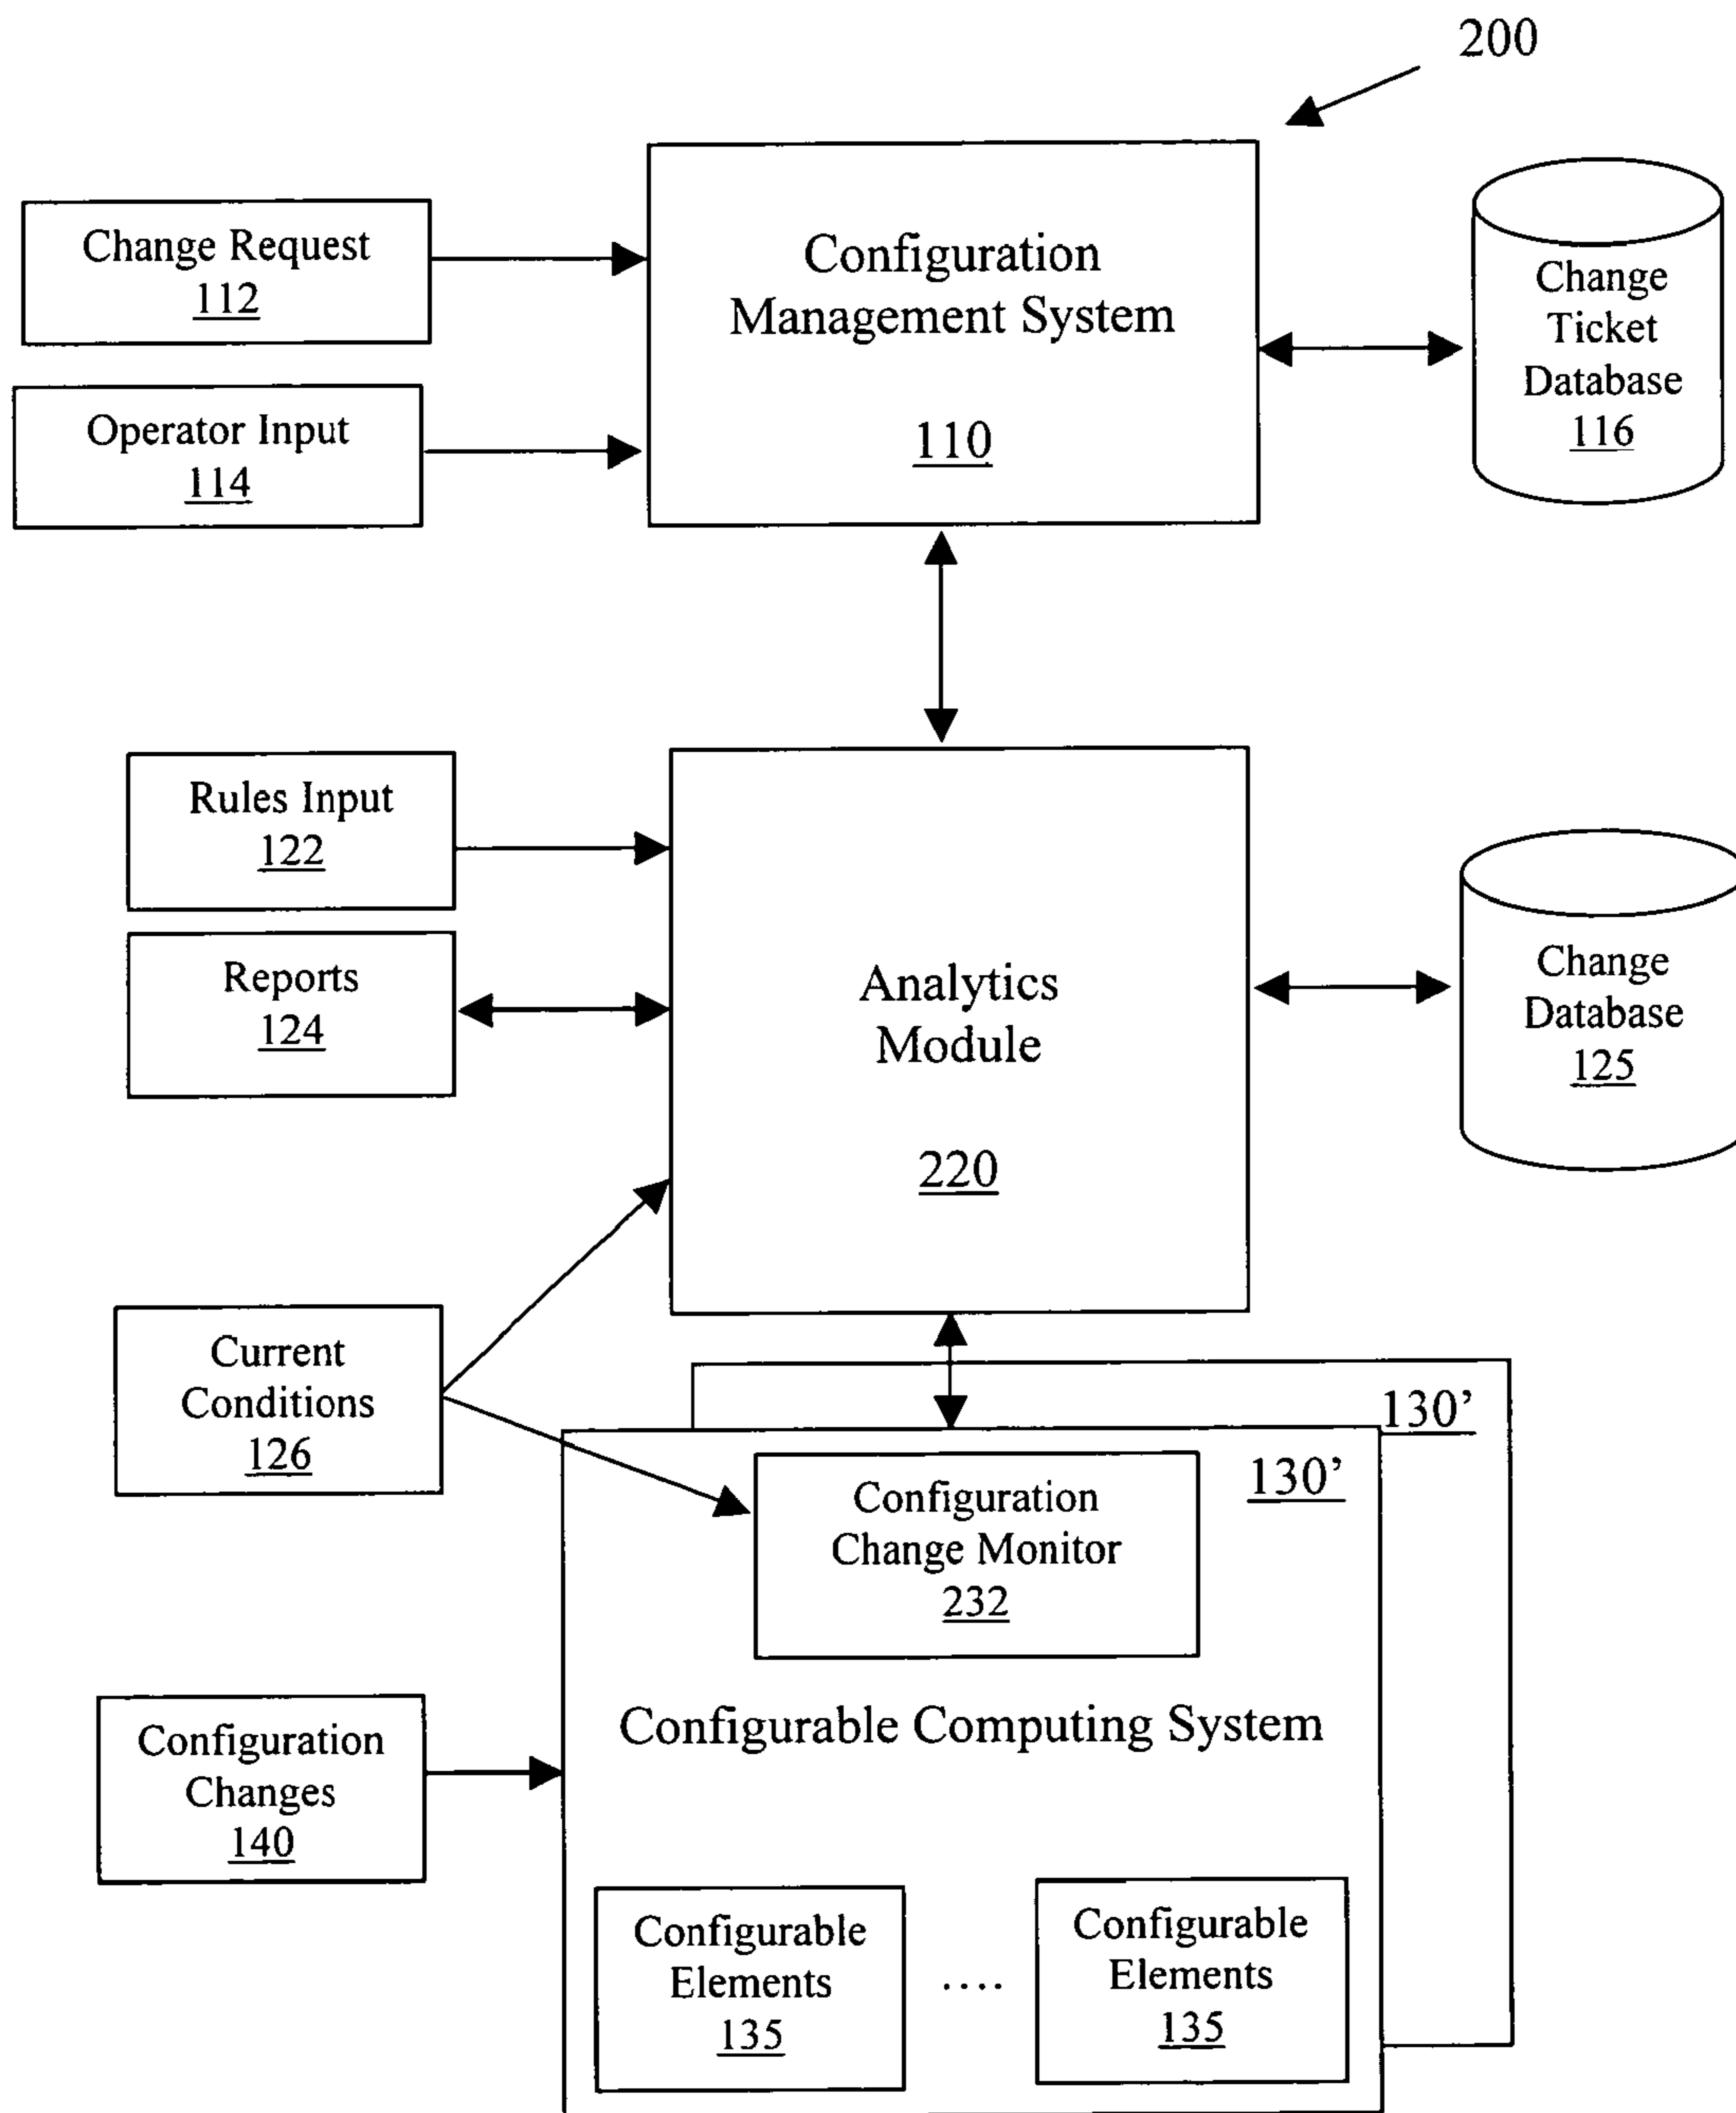 200
Change Request
112
Operator Input
114
Configuration
Management System
110
Change
Ticket
Database
116
Rules Input
122
Reports
124
Analytics
Module
220
Change
Database
125
Current
Conditions
126
130’
130’
Configuration
Change Monitor
232
Configurable Computing System
Configuration
Changes
140
Configurable
Elements
135
....
Configurable
Elements
135